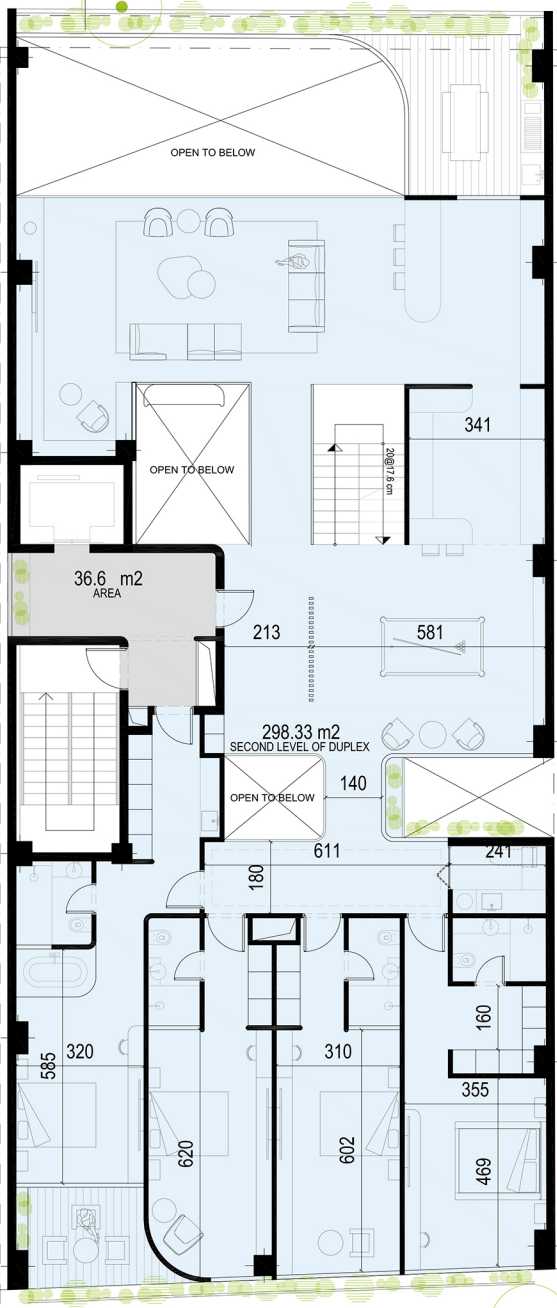 OPEN TO BELOW
341
OPEN TO BELOW
20@17.6 cm
36.6 m2
AREA
213
581
298.33 m2
SECOND LEVEL OF DUPLEX
140
OPEN TO BELOW
611
241
180
160
320
310
585
355
620
602
469